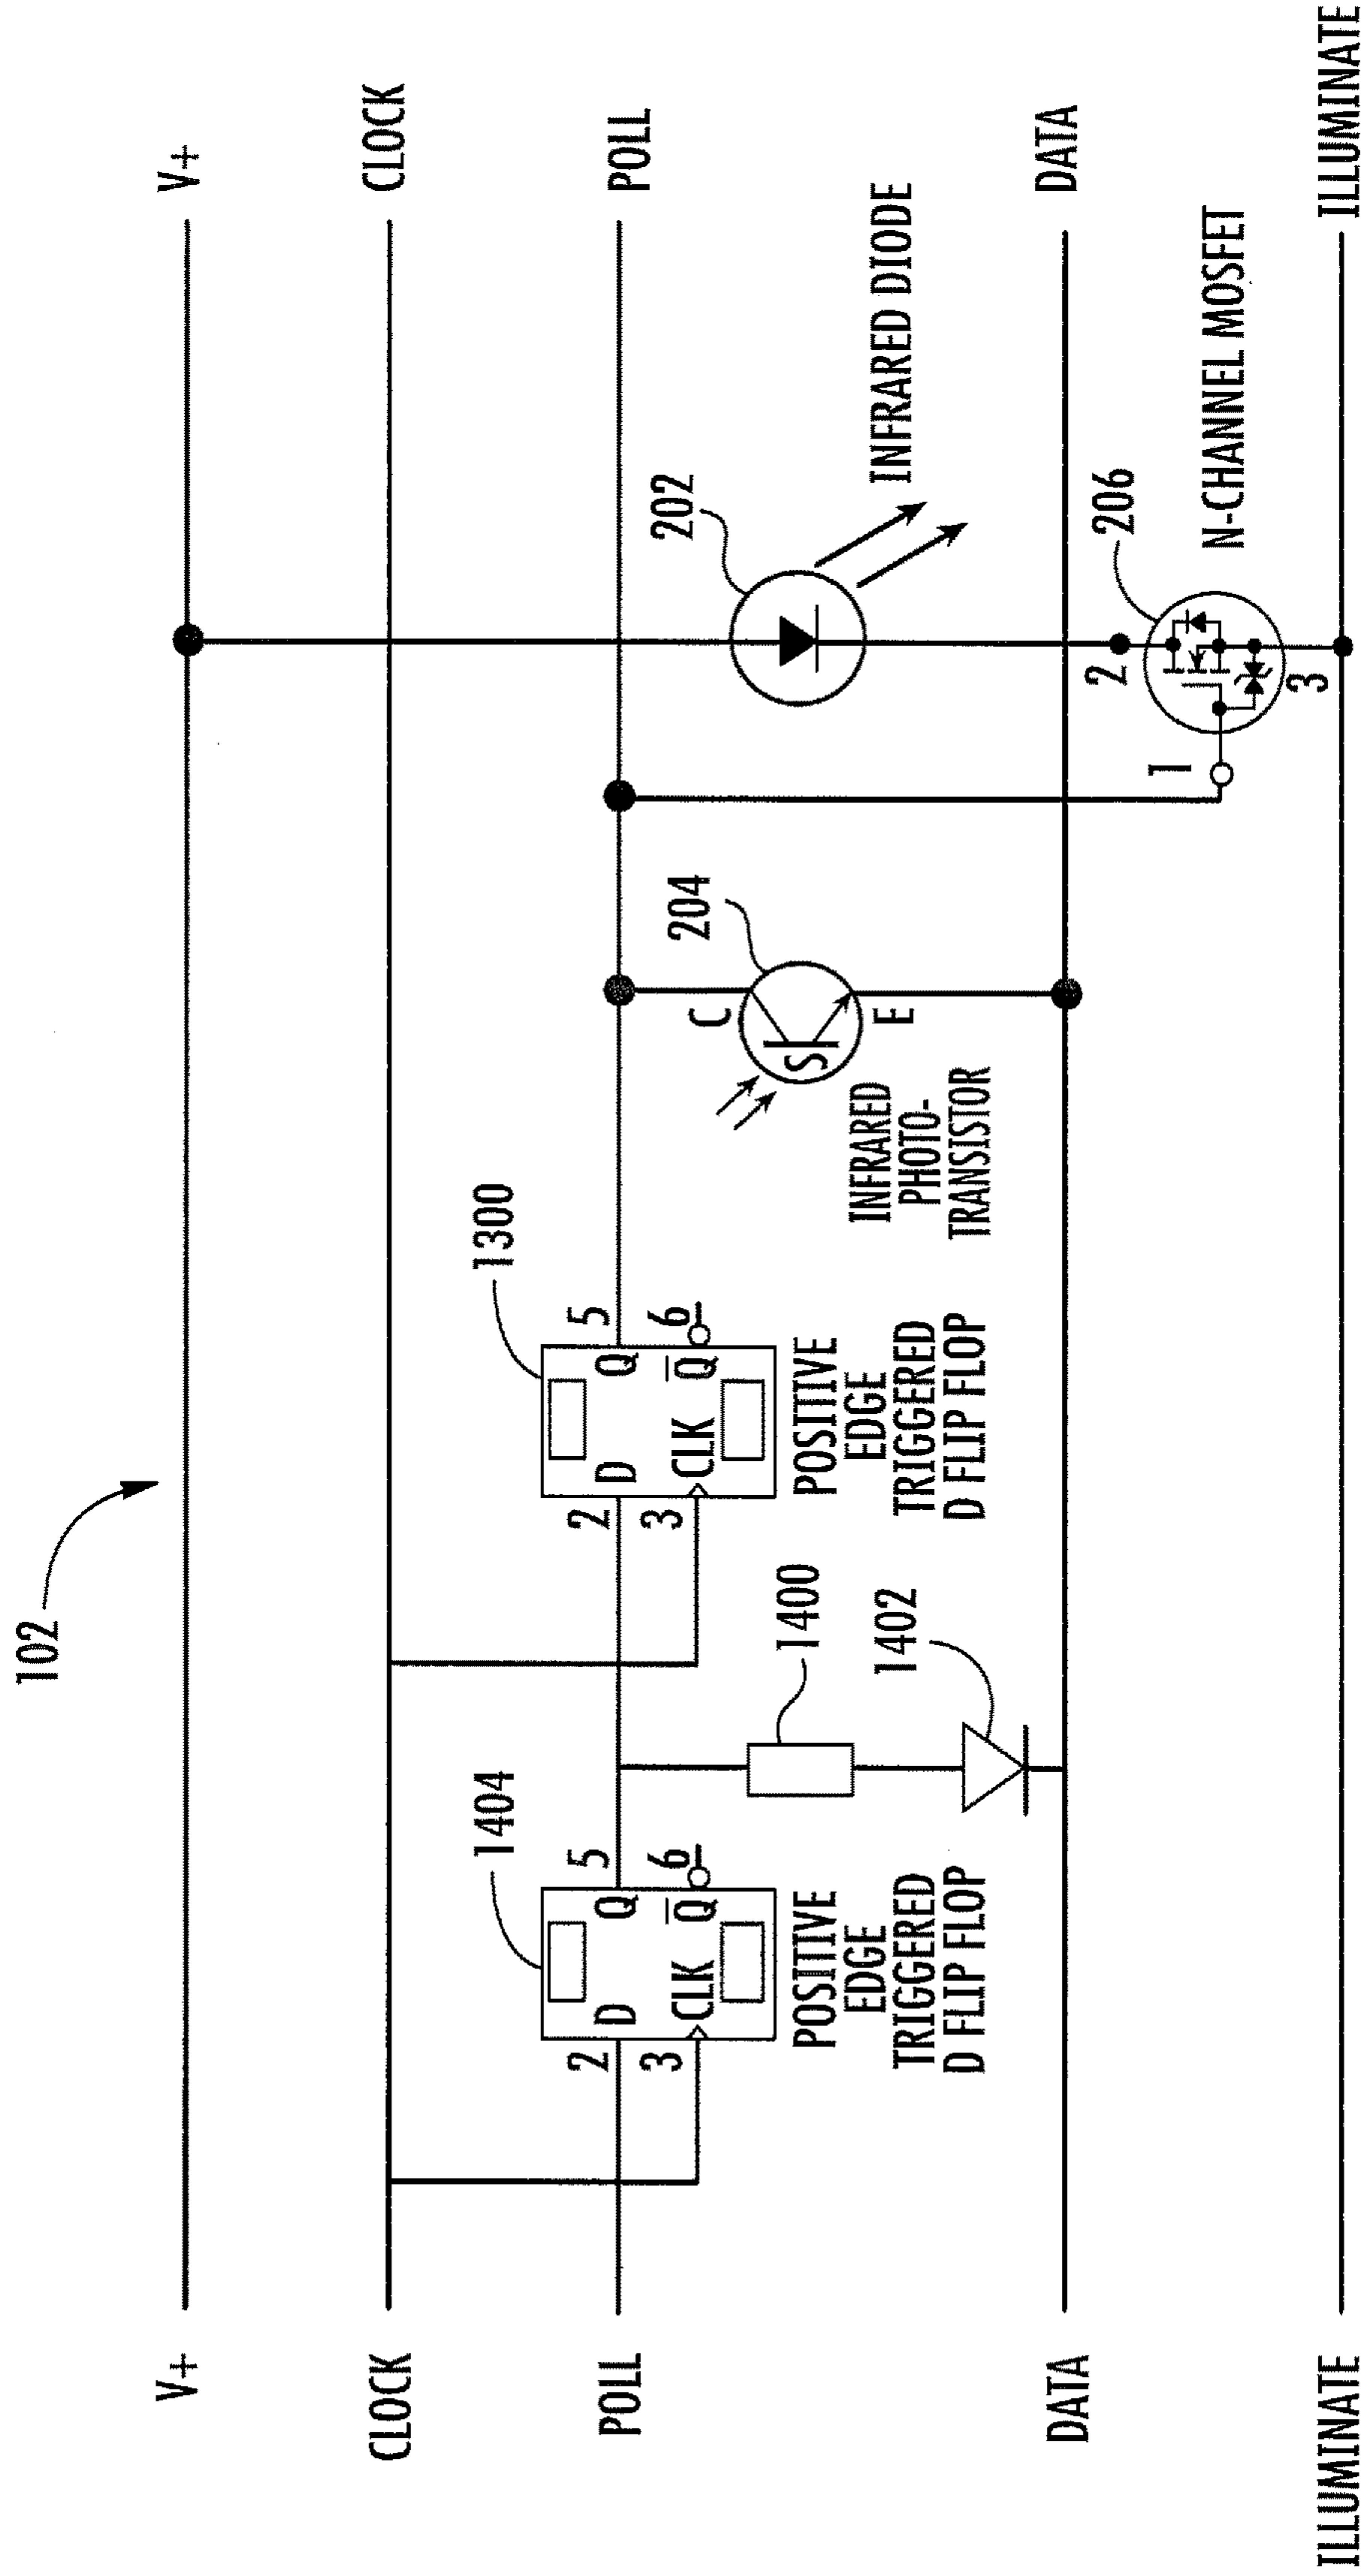 102
V+
V+
CLOCK
CLOCK
1404
1300
POLL
2
D
Q
5
2
D
Q
5
POLL
3
CLK
Q
6
3
CLK
Q
6
POSITIVE
EDGE
TRIGGERED
D FLIP FLOP
1400
1402
POSITIVE
EDGE
TRIGGERED
D FLIP FLOP
204
C
S
E
INFRARED
PHOTO-
TRANSISTOR
202
INFRARED DIODE
DATA
DATA
1
2
3
206
N-CHANNEL MOSFET
ILLUMINATE
ILLUMINATE